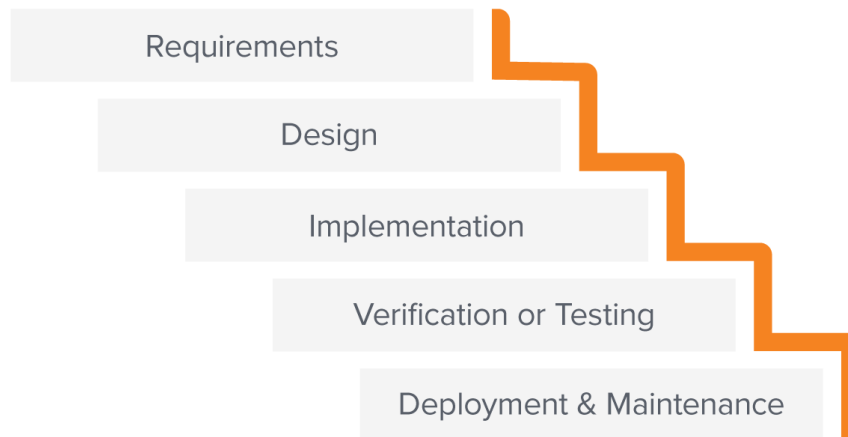 Requirements
Design
Implementation
Verification or Testing
Deployment & Maintenance